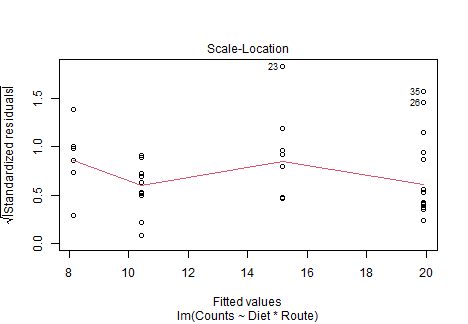 Scale-Location
√|Standardized residuals|
0.0 0.5 1.0 1.5
23
35
26
8 10 12 14 16 18 20
Fitted values
lm(Counts ~ Diet * Route)